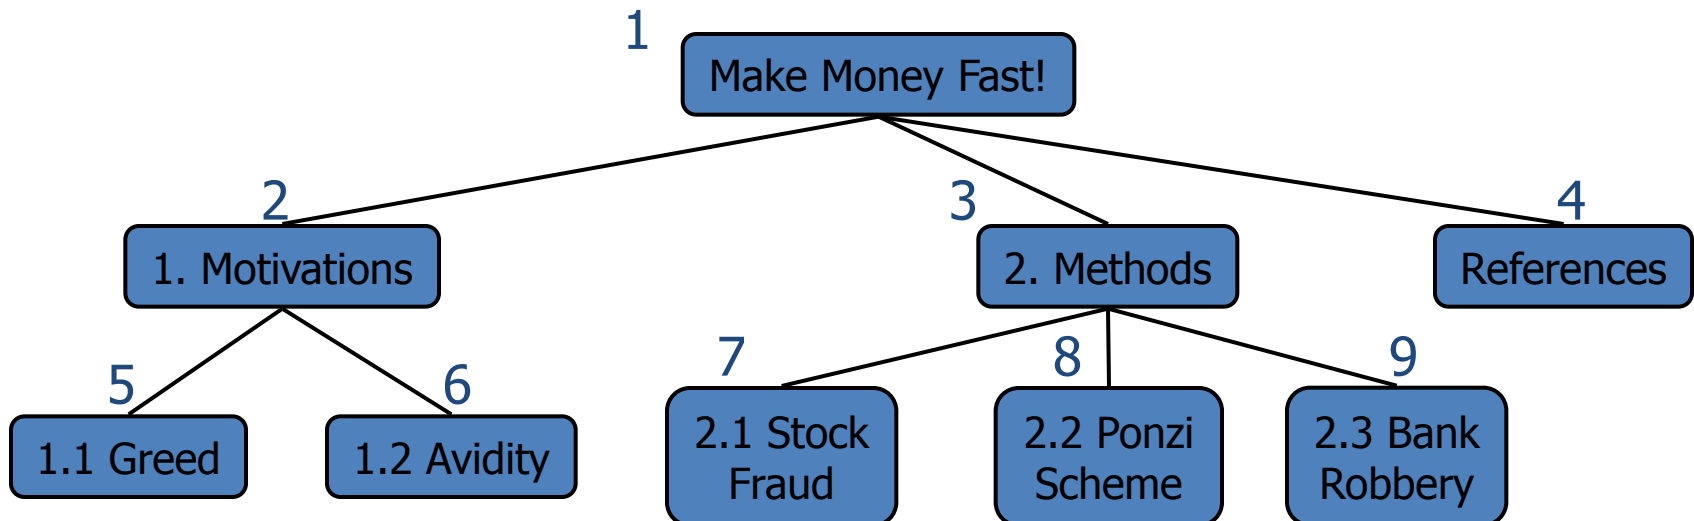 1
Make Money Fast!
2
3
4
1. Motivations
2. Methods
References
5
6
7
8
9
1.1 Greed
1.2 Avidity
2.1 Stock
Fraud
2.2 Ponzi
Scheme
2.3 Bank
Robbery